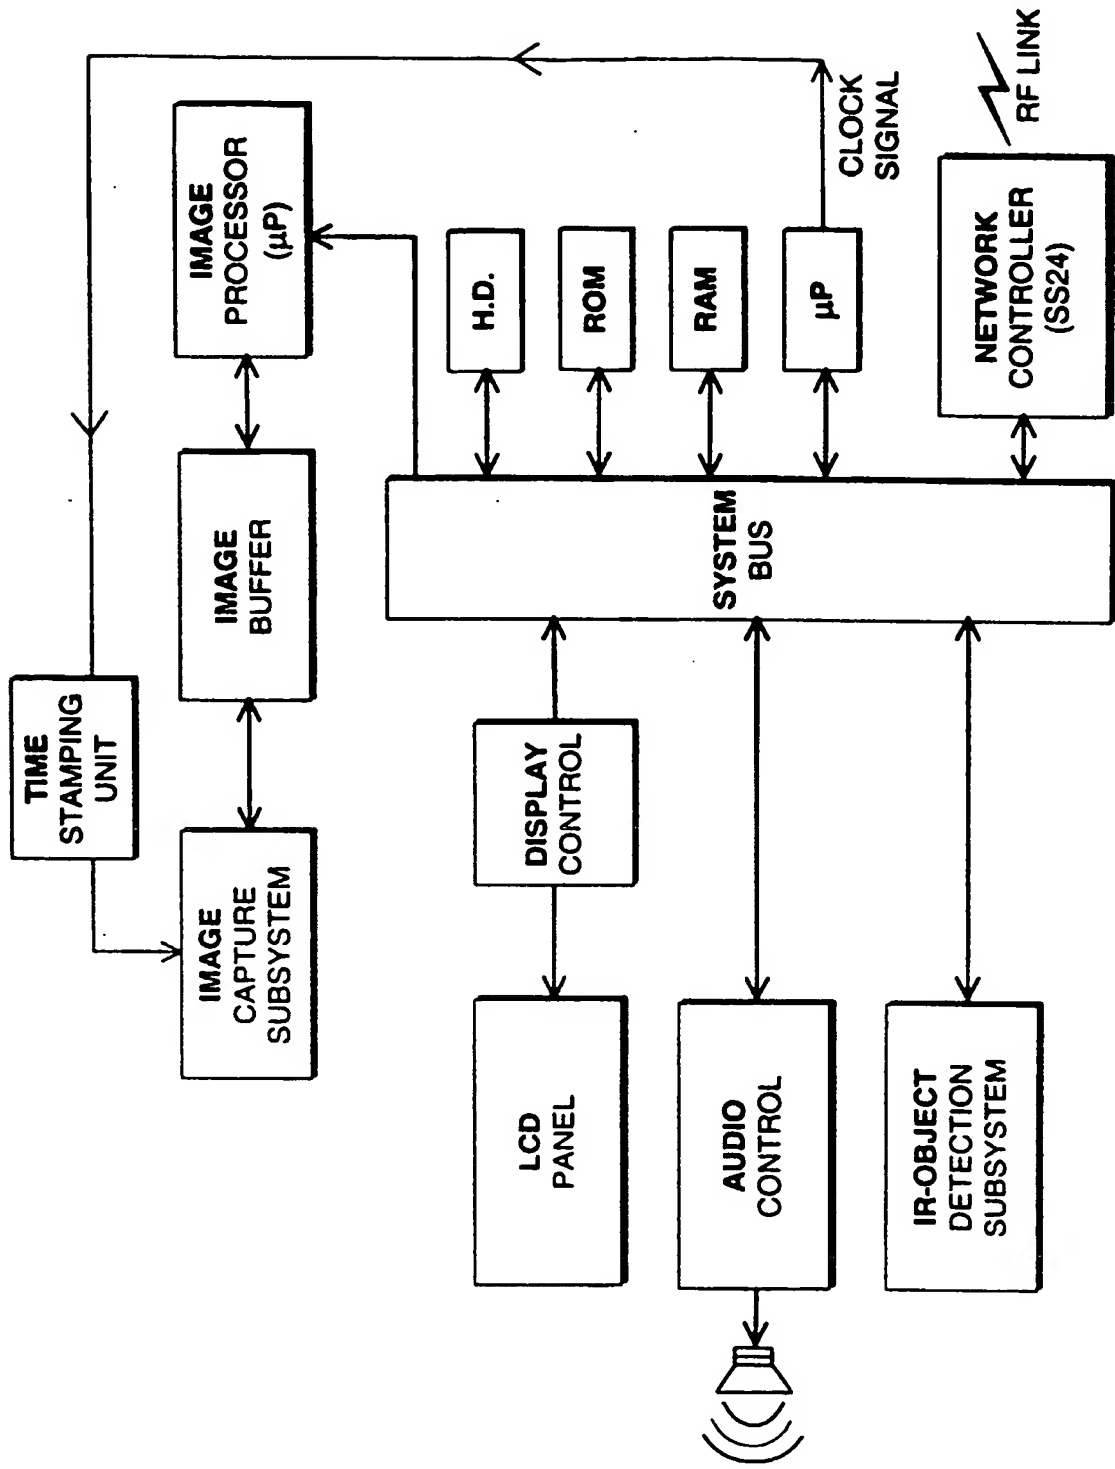 TIME
STAMPING
UNIT
IMAGE
CAPTURE
SUBSYSTEM
IMAGE
BUFFER
IMAGE
PROCESSOR
(μP)
LCD
PANEL
DISPLAY
CONTROL
H.D.
ROM
RAM
μP
CLOCK
SIGNAL
SYSTEM
BUS
AUDIO
CONTROL
IR-OBJECT
DETECTION
SUBSYSTEM
NETWORK
CONTROLLER
(SS24)
RF LINK